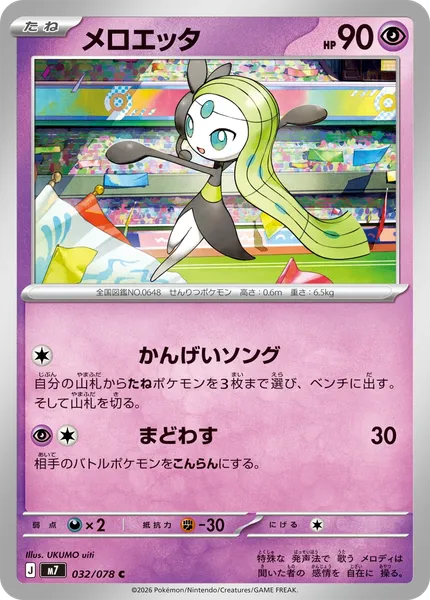 たね
メロエッタ
HP 90
全国図鑑NO.0648 せんりつポケモン 高さ：0.6m 重さ：6.5kg
かんげいソング
自分の山札からたねポケモンを3枚まで選び、ベンチに出す。
そして山札を切る。
まどわす 30
相手のバトルポケモンをこんらんにする。
弱点 ×2 抵抗力 -30 にげる
Illus. UKUMO uiti
特殊な 発声法で 歌う メロディは
聞いた者の 感情を 自在に 操る。
J M7 032/078 C
©2026 Pokémon/Nintendo/Creatures/GAME FREAK.